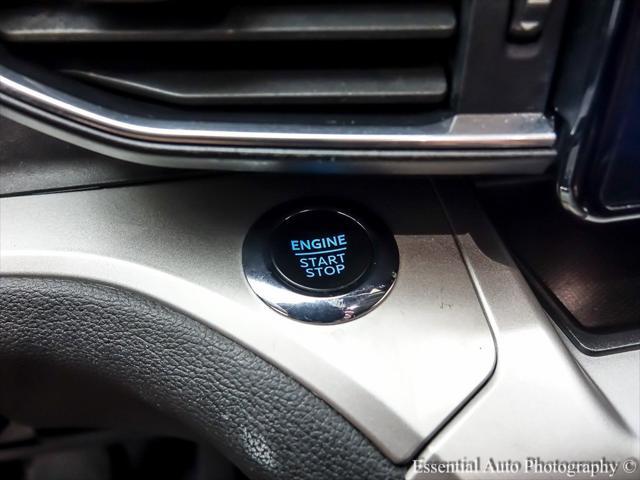 ENGINE
START
STOP
Essential Auto Photography ©